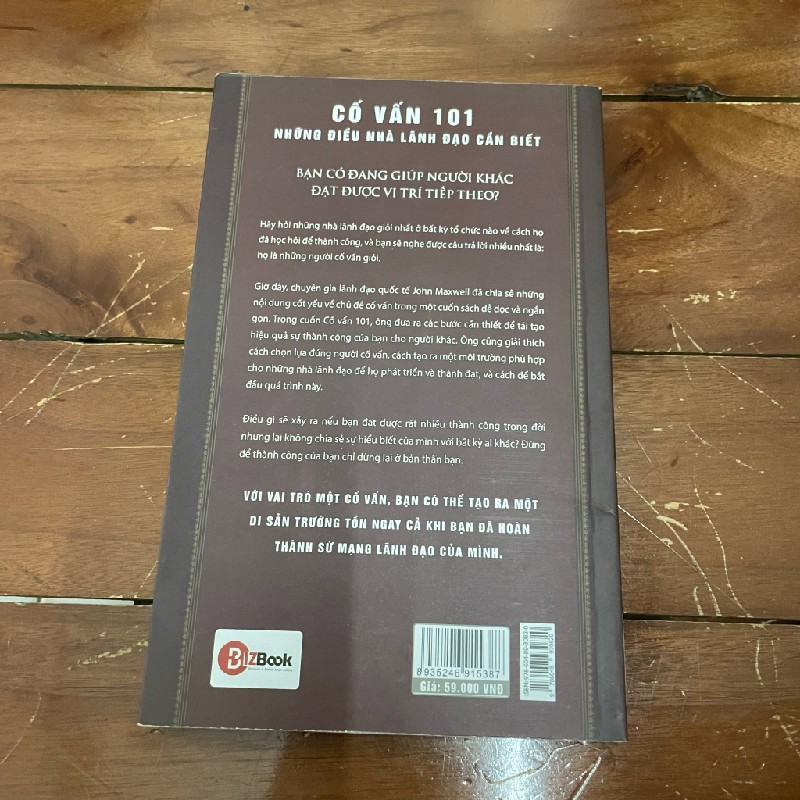 CỐ VẤN 101
NHỮNG ĐIỀU NHÀ LÃNH ĐẠO CẦN BIẾT
BẠN CÓ ĐANG GIÚP NGƯỜI KHÁC
ĐẠT ĐƯỢC VỊ TRÍ TIẾP THEO?
Hãy hỏi những nhà lãnh đạo giỏi nhất ở bất kỳ tổ chức nào về cách họ
đã học hỏi để thành công, và bạn sẽ nghe được câu trả lời nhiều nhất là:
họ là những người cố vấn giỏi.
Giờ đây, chuyên gia lãnh đạo quốc tế John Maxwell đã chia sẻ những
nội dung cốt yếu về chủ đề cố vấn trong một cuốn sách dễ đọc và ngắn
gọn. Trong cuốn Cố vấn 101, ông đưa ra các bước cần thiết để tái tạo
hiệu quả sự thành công của bạn cho người khác. Ông cũng giải thích
cách chọn lựa đúng người cố vấn, cách tạo ra một môi trường phù hợp
cho những nhà lãnh đạo để họ phát triển và thành đạt, và cách để bắt
đầu quá trình này.
Điều gì sẽ xảy ra nếu bạn đạt được rất nhiều thành công trong đời
nhưng lại không chia sẻ sự hiểu biết của mình với bất kỳ ai khác? Đừng
để thành công của bạn chỉ dừng lại ở bản thân bạn.
VỚI VAI TRÒ MỘT CỐ VẤN, BẠN CÓ THỂ TẠO RA MỘT
DI SẢN TRƯỜNG TỒN NGAY CẢ KHI BẠN ĐÃ HOÀN
THÀNH SỨ MẠNG LÃNH ĐẠO CỦA MÌNH.
BIZBook
8935246915387
Giá: 59.000 VNĐ